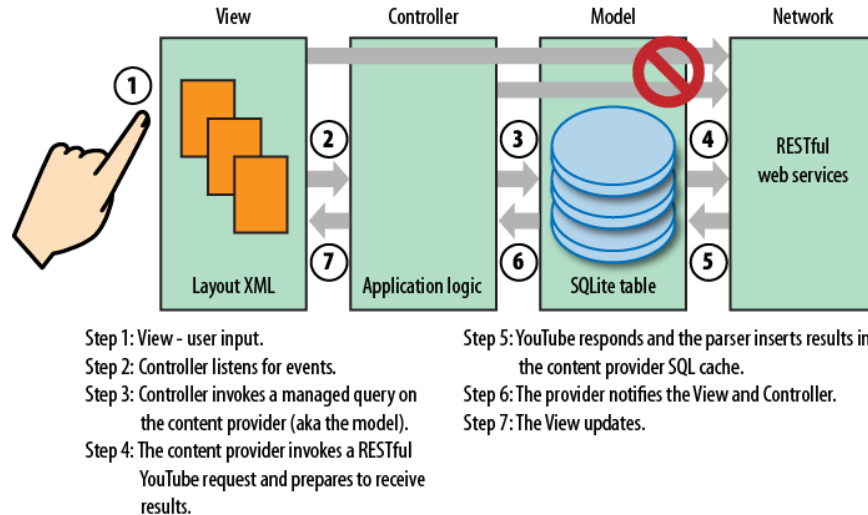 View
Controller
Model
Network
1
2
3
4
RESTful
web services
7
6
5
Layout XML
Application logic
SQLite table
Step 1: View - user input.
Step 2: Controller listens for events.
Step 3: Controller invokes a managed query on
the content provider (aka the model).
Step 4: The content provider invokes a RESTful
YouTube request and prepares to receive
results.
Step 5: YouTube responds and the parser inserts results in
the content provider SQL cache.
Step 6: The provider notifies the View and Controller.
Step 7: The View updates.